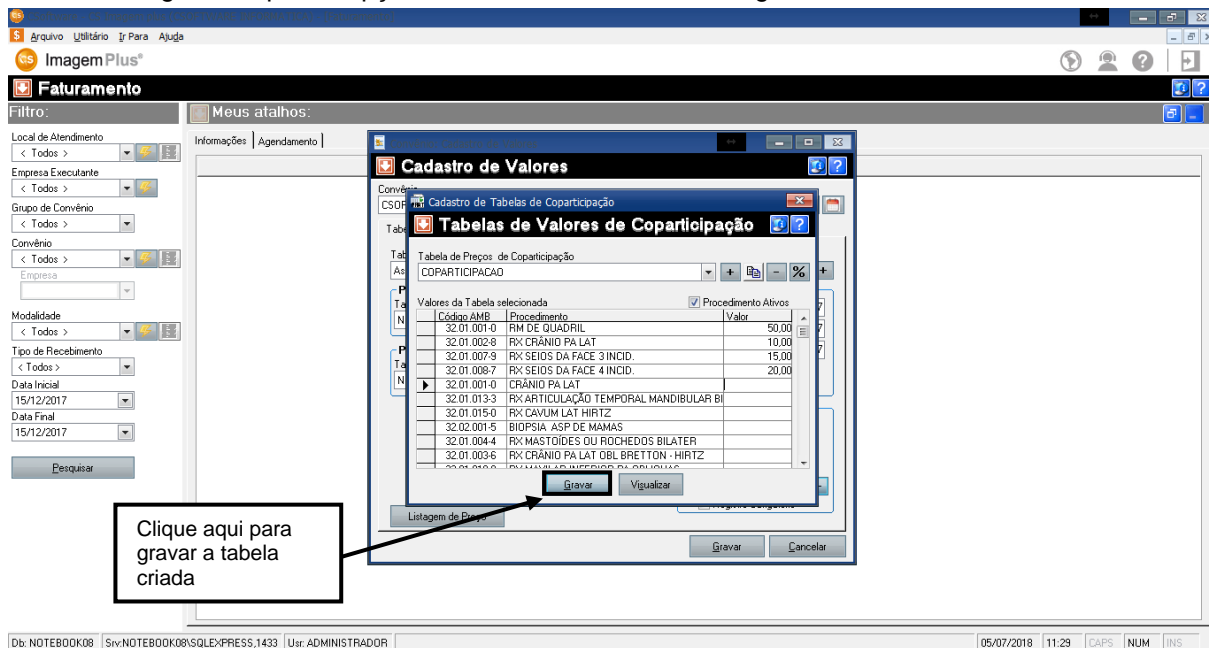 Arquivo Utilitário Ir Para Ajuda
ImagemPlus®
Faturamento
Filtro:
Meus atalhos:
Local de Atendimento
< Todos >
Empresa Executante
< Todos >
Grupo de Convênio
< Todos >
Convênio
< Todos >
Empresa
Modalidade
< Todos >
Tipo de Recebimento
< Todos >
Data Inicial
15/12/2017
Data Final
15/12/2017
Pesquisar
Informações Agendamento
Cadastro de Valores
Convênio
Cadastro de Tabelas de Coparticipação
Tabelas de Valores de Coparticipação
Tabela de Preços de Coparticipação
COPARTICIPACAO
+ - %
Valores da Tabela selecionada Procedimento Ativos
Código AMB Procedimento Valor
32.01.001-0 RM DE QUADRIL 50,00
32.01.002-8 RX CRÂNIO PA LAT 10,00
32.01.007-9 RX SEIOS DA FACE 3 INCID. 15,00
32.01.008-7 RX SEIOS DA FACE 4 INCID. 20,00
32.01.001-0 CRÂNIO PA LAT
32.01.013-3 RX ARTICULAÇÃO TEMPORAL MANDIBULAR BI
32.01.015-0 RX CAVUM LAT HIRTZ
32.02.001-5 BIOPSIA ASP DE MAMAS
32.01.004-4 RX MASTOÍDES OU ROCHEDOS BILATER
32.01.003-6 RX CRÂNIO PA LAT OBL BRETTON - HIRTZ
Gravar Visualizar
Listagem de Preço
Gravar Cancelar
Clique aqui para
gravar a tabela
criada
Db: NOTEBOOK08 Srv:NOTEBOOK08\SQLEXPRESS,1433 Usr: ADMINISTRADOR 05/07/2018 11:29 CAPS NUM INS